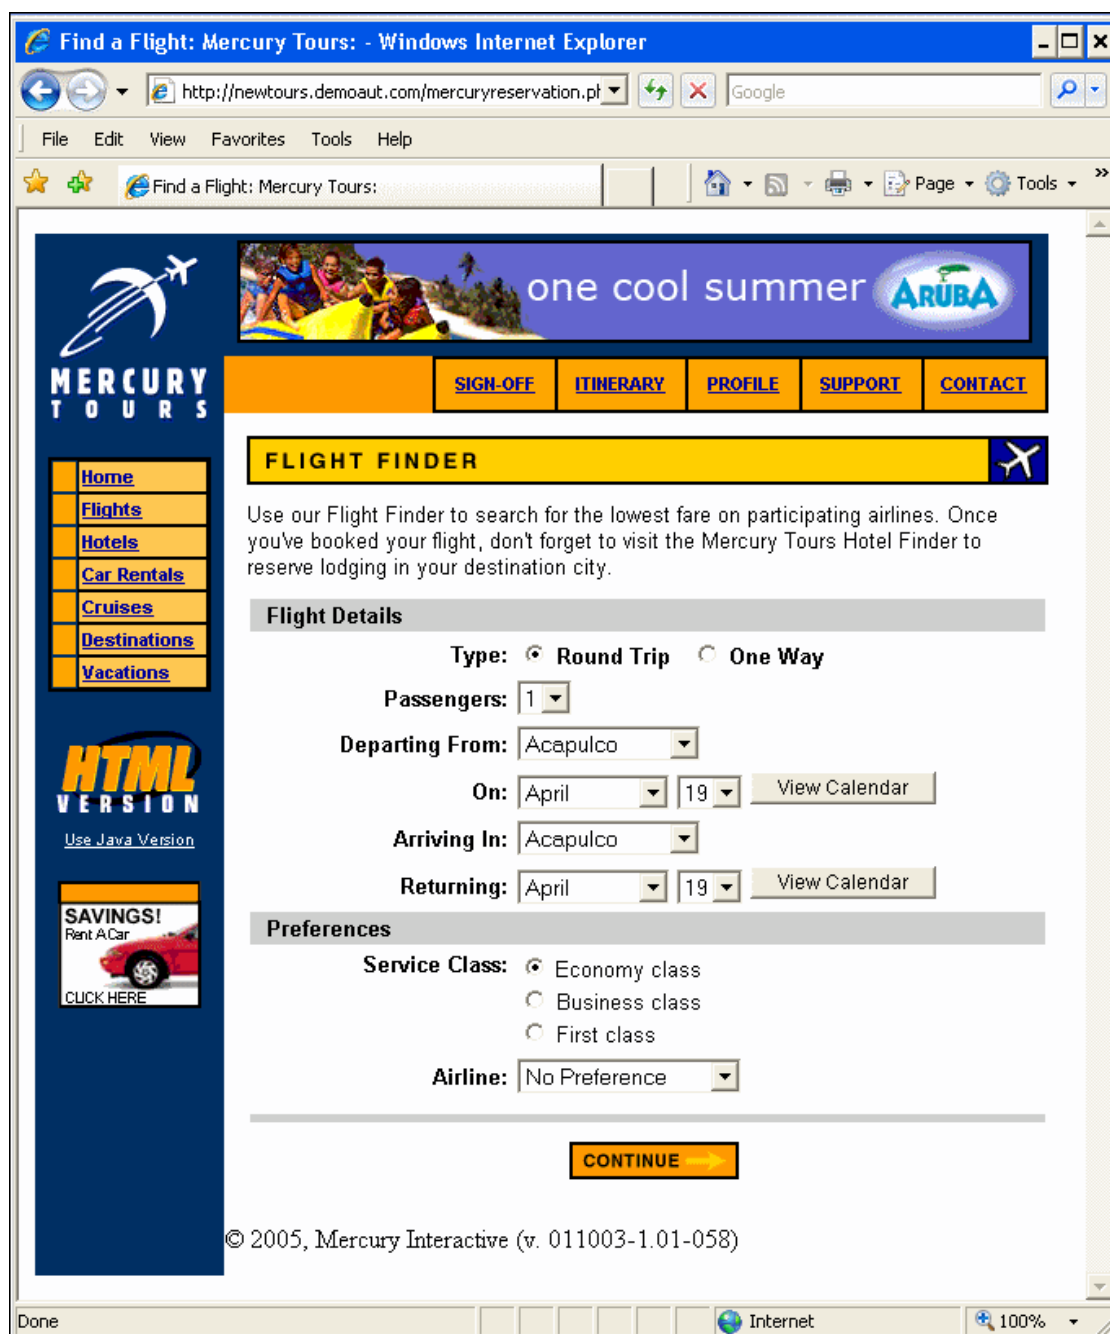 Find a Flight: Mercury Tours: - Windows Internet Explorer
http://newtours.demoaut.com/mercuryreservation.pl
Google
File Edit View Favorites Tools Help
Find a Flight: Mercury Tours:
Page Tools »
one cool summer ARUBA
MERCURY
TOURS
SIGN-OFF ITINERARY PROFILE SUPPORT CONTACT
FLIGHT FINDER
Home
Flights
Hotels
Car Rentals
Cruises
Destinations
Vacations
HTML
VERSION
Use Java Version
SAVINGS!
Rent A Car
CLICK HERE
Use our Flight Finder to search for the lowest fare on participating airlines. Once
you've booked your flight, don't forget to visit the Mercury Tours Hotel Finder to
reserve lodging in your destination city.
Flight Details
Type: Round Trip One Way
Passengers: 1
Departing From: Acapulco
On: April 19 View Calendar
Arriving In: Acapulco
Returning: April 19 View Calendar
Preferences
Service Class: Economy class
Business class
First class
Airline: No Preference
CONTINUE
© 2005, Mercury Interactive (v. 011003-1.01-058)
Done Internet 100%